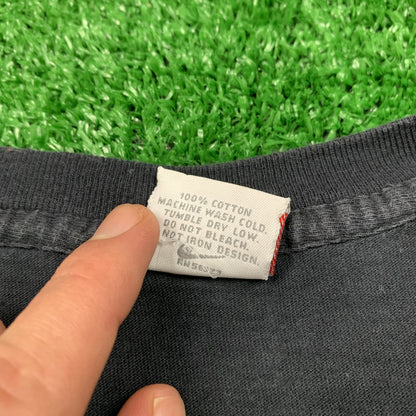 100% COTTON
MACHINE WASH COLD.
TUMBLE DRY LOW.
DO NOT BLEACH.
NOT IRON DESIGN.